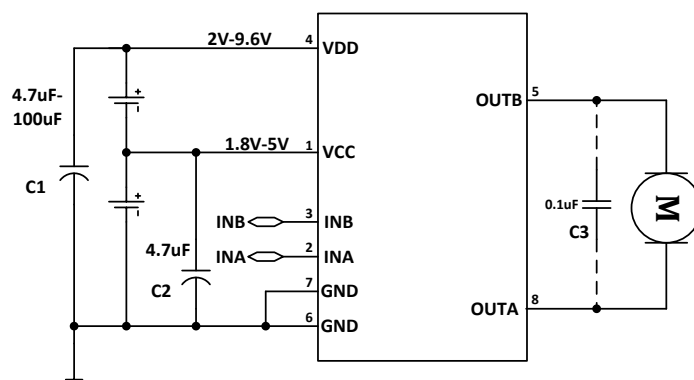 2V-9.6V
4
VDD
4.7uF-
100uF
+
-
5
OUTB
1.8V-5V
1
VCC
C1
+
-
0.1uF
M
INB
3
INB
C3
4.7uF
INA
2
INA
C2
7
GND
OUTA
8
6
GND